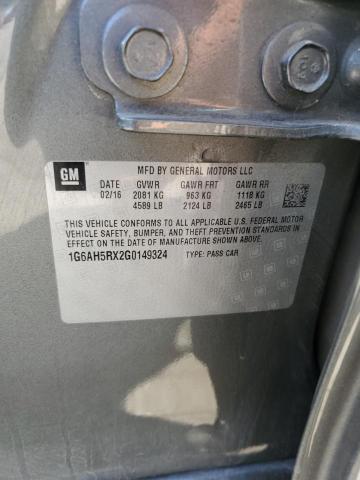 GM
MFD BY GENERAL MOTORS LLC
DATE GVWR GAWR FRT GAWR RR
02/16 2081 KG 963 KG 1118 KG
4589 LB 2124 LB 2465 LB
THIS VEHICLE CONFORMS TO ALL APPLICABLE U.S. FEDERAL MOTOR
VEHICLE SAFETY, BUMPER, AND THEFT PREVENTION STANDARDS
IN EFFECT ON THE DATE OF MANUFACTURE SHOWN ABOVE.
1G6AH5RX2G0149324 TYPE: PASS CAR